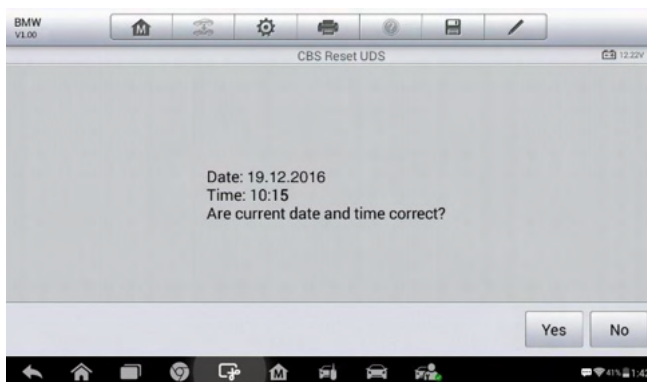 BMW
V1.00
M
CBS Reset UDS
12.22V
Date: 19.12.2016
Time: 10:15
Are current date and time correct?
Yes
No
M
41%